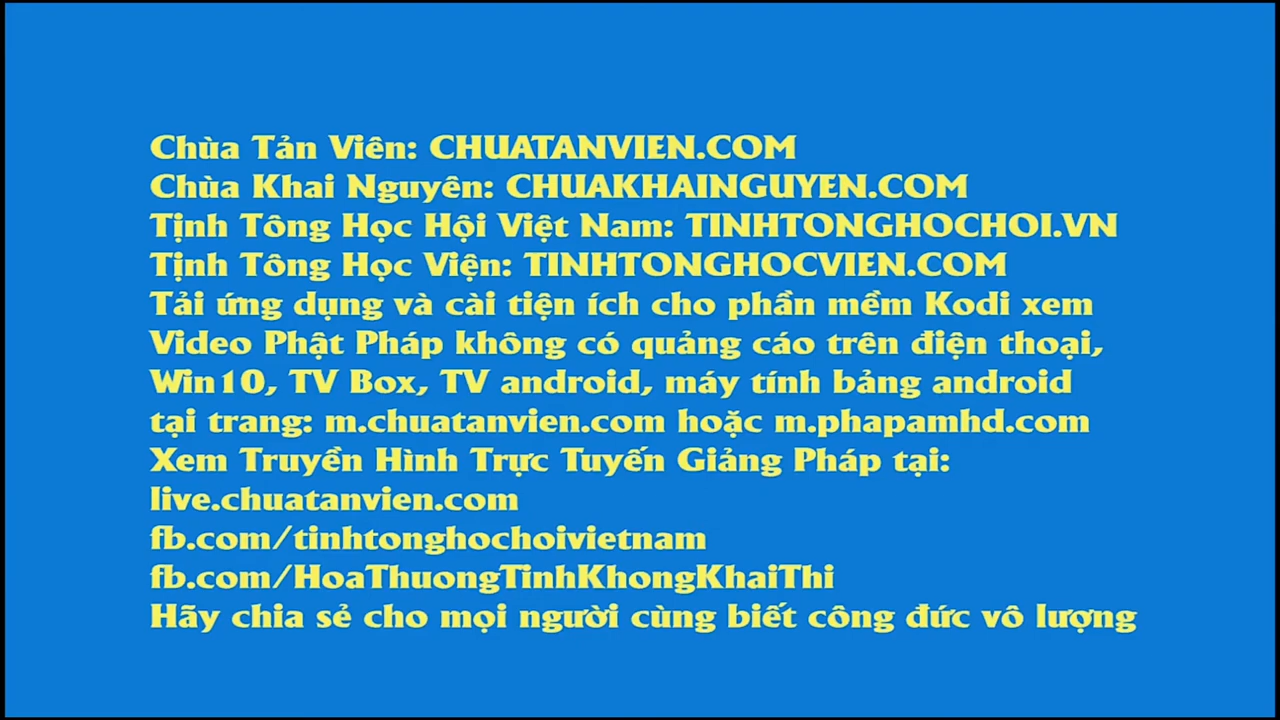 Chùa Tản Viên: CHUATANVIEN.COM
Chùa Khai Nguyên: CHUAKHAINGUYEN.COM
Tịnh Tông Học Hội Việt Nam: TINHTONGHOCHOI.VN
Tịnh Tông Học Viện: TINHTONGHOCVIEN.COM
Tải ứng dụng và cài tiện ích cho phần mềm Kodi xem
Video Phật Pháp không có quảng cáo trên điện thoại,
Win10, TV Box, TV android, máy tính bảng android
tại trang: m.chuatanvien.com hoặc m.phapamhd.com
Xem Truyền Hình Trực Tuyến Giảng Pháp tại:
live.chuatanvien.com
fb.com/tinhtonghochoivietnam
fb.com/HoaThuongTinhKhongKhaiThi
Hãy chia sẻ cho mọi người cùng biết công đức vô lượng